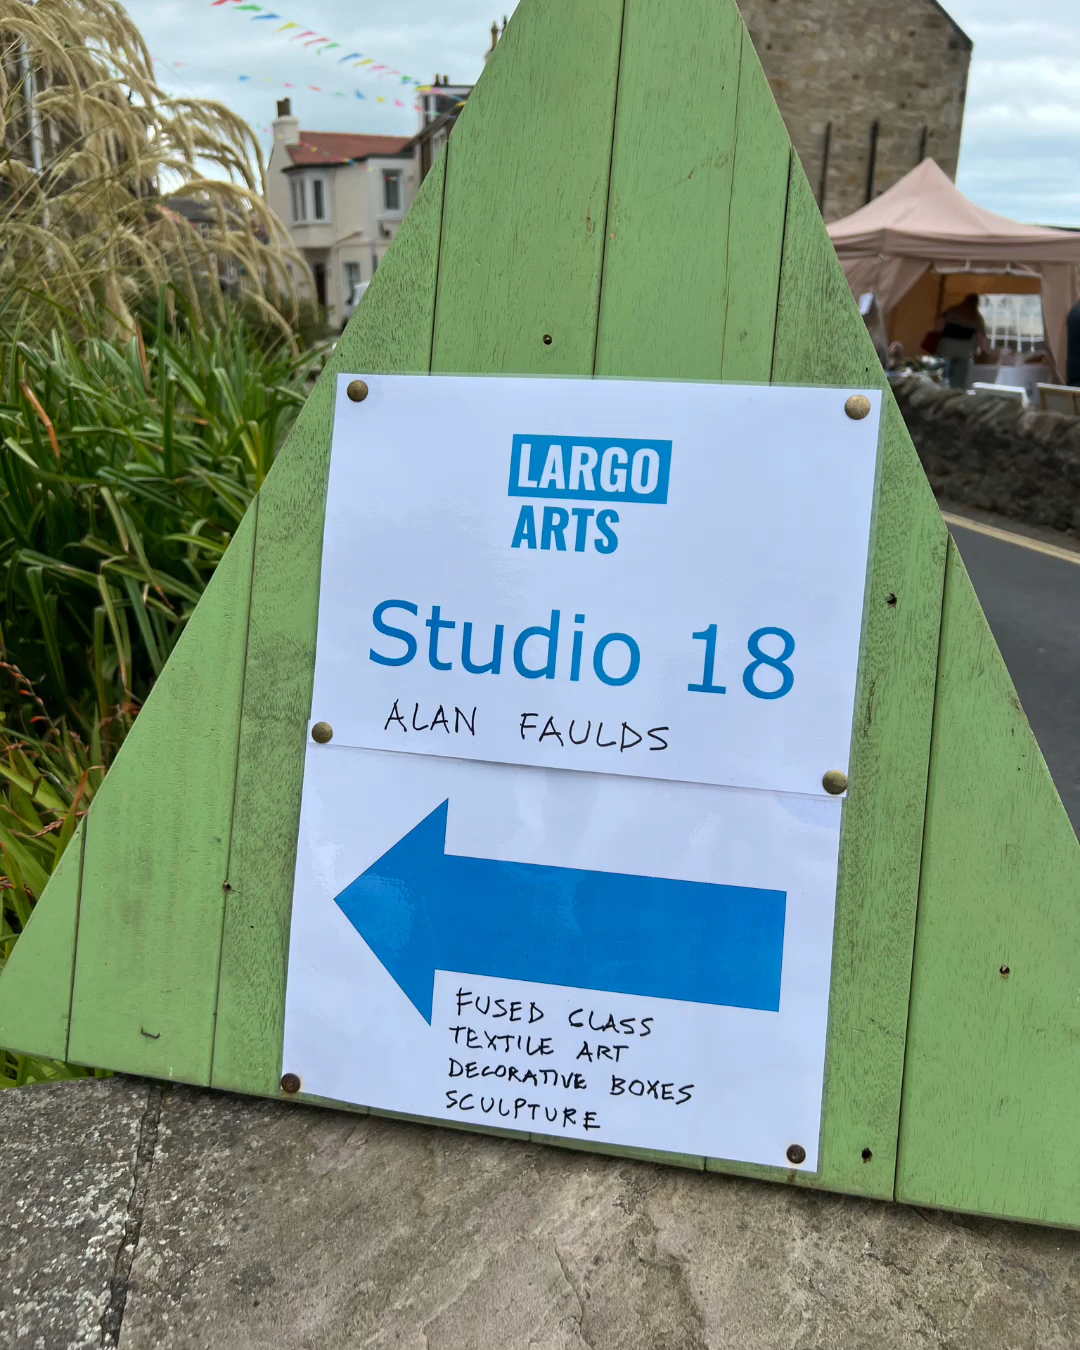 LARGO
ARTS
Studio 18
ALAN FAULDS
FUSED GLASS
TEXTILE ART
DECORATIVE BOXES
SCULPTURE